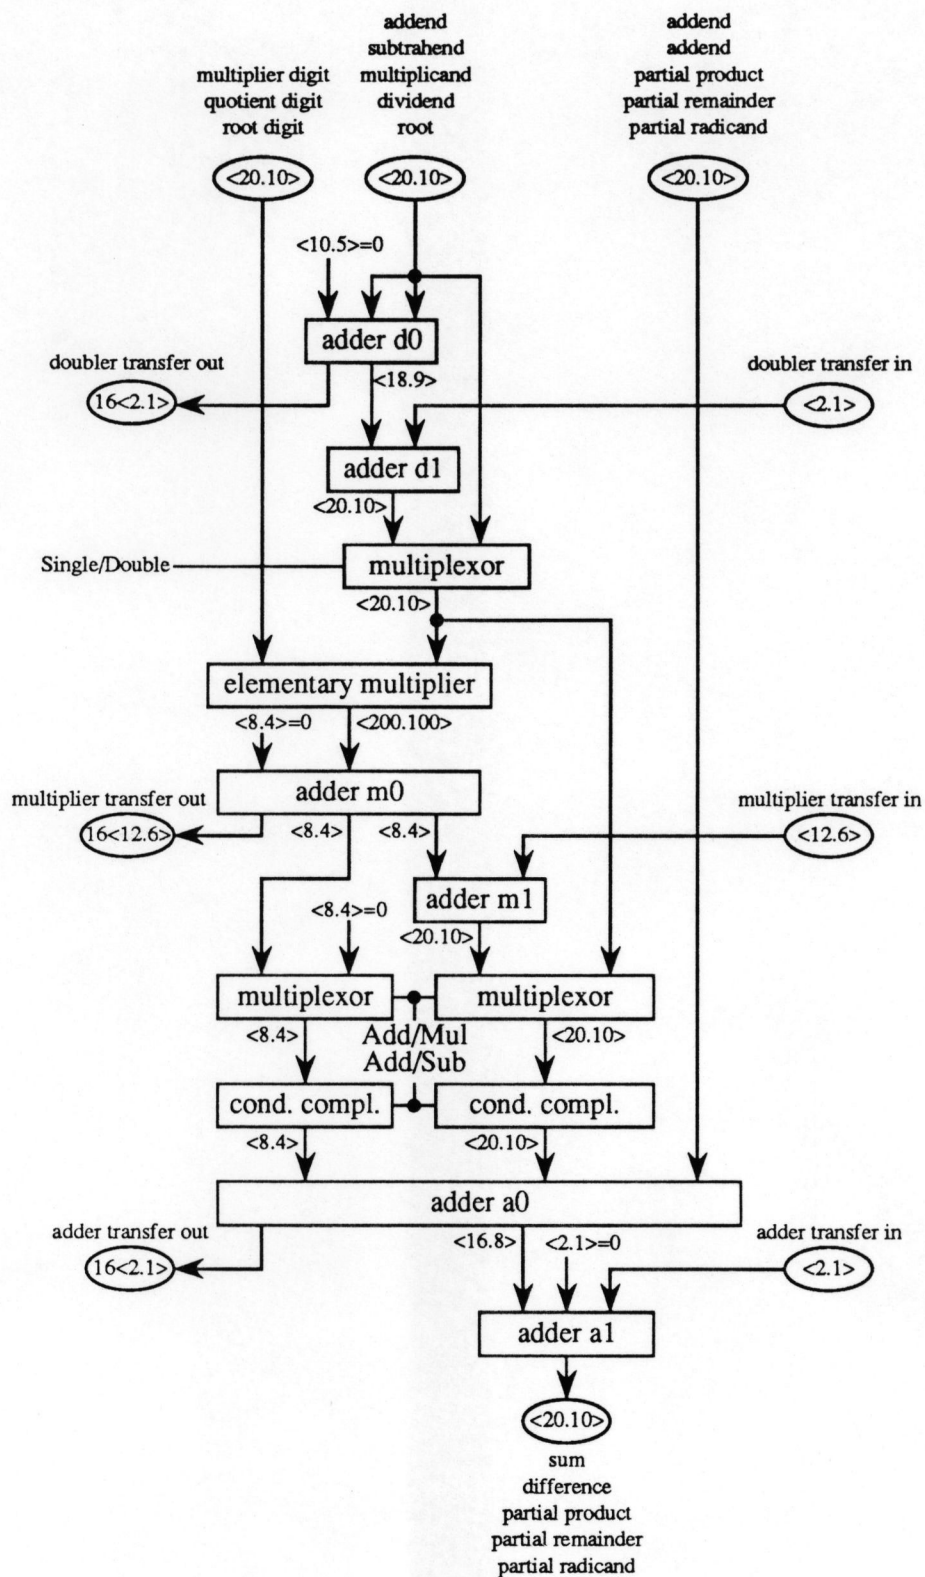 addend
subtrahend
multiplicand
dividend
root
addend
addend
partial product
partial remainder
partial radicand
multiplier digit
quotient digit
root digit
<20.10>
<20.10>
<20.10>
<10.5>=0
adder d0
doubler transfer out
<18.9>
doubler transfer in
16<2.1>
<2.1>
adder d1
<20.10>
Single/Double
multiplexor
<20.10>
elementary multiplier
<8.4>=0
<200.100>
adder m0
multiplier transfer out
<8.4>
<8.4>
multiplier transfer in
16<12.6>
<12.6>
adder m1
<8.4>=0
<20.10>
multiplexor
multiplexor
<8.4>
Add/Mul
<20.10>
Add/Sub
cond. compl.
cond. compl.
<8.4>
<20.10>
adder a0
adder transfer out
<16.8>
<2.1>=0
adder transfer in
16<2.1>
<2.1>
adder a1
<20.10>
sum
difference
partial product
partial remainder
partial radicand